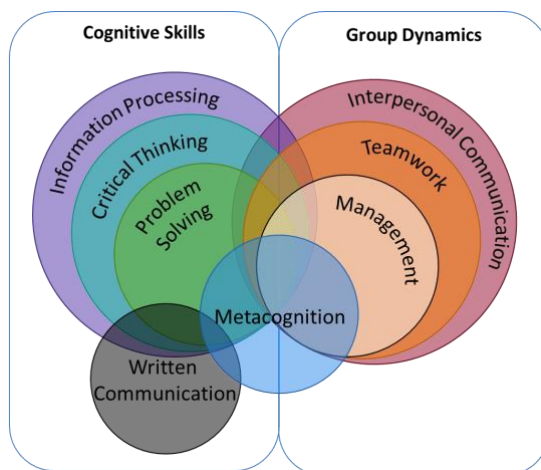 Cognitive Skills
Group Dynamics
Information Processing
Critical Thinking
Problem
Solving
Interpersonal Communication
Teamwork
Management
Metacognition
Written
Communication